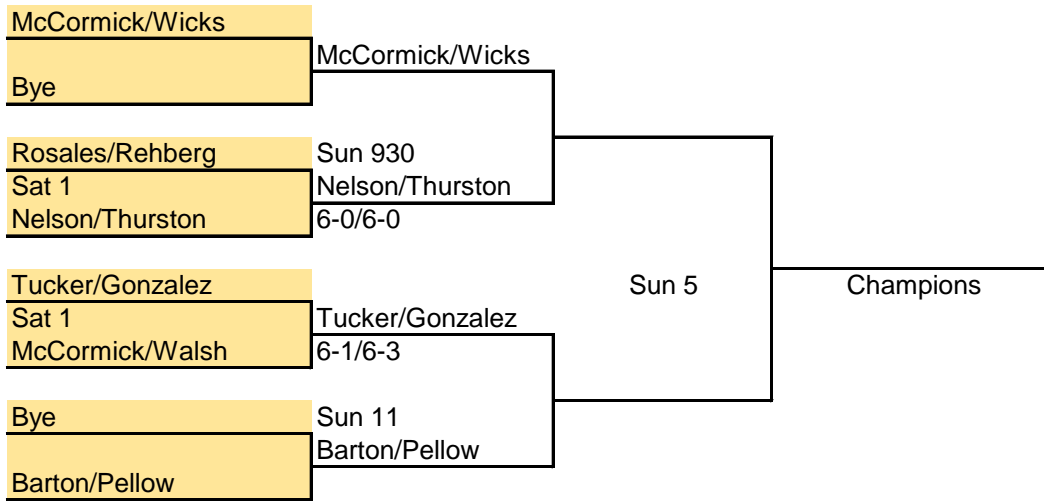 McCormick/Wicks
McCormick/Wicks
Bye
Rosales/Rehberg
Sun 930
Sat 1
Nelson/Thurston
Nelson/Thurston
6-0/6-0
Tucker/Gonzalez
Sun 5
Champions
Sat 1
Tucker/Gonzalez
McCormick/Walsh
6-1/6-3
Bye
Sun 11
Barton/Pellow
Barton/Pellow